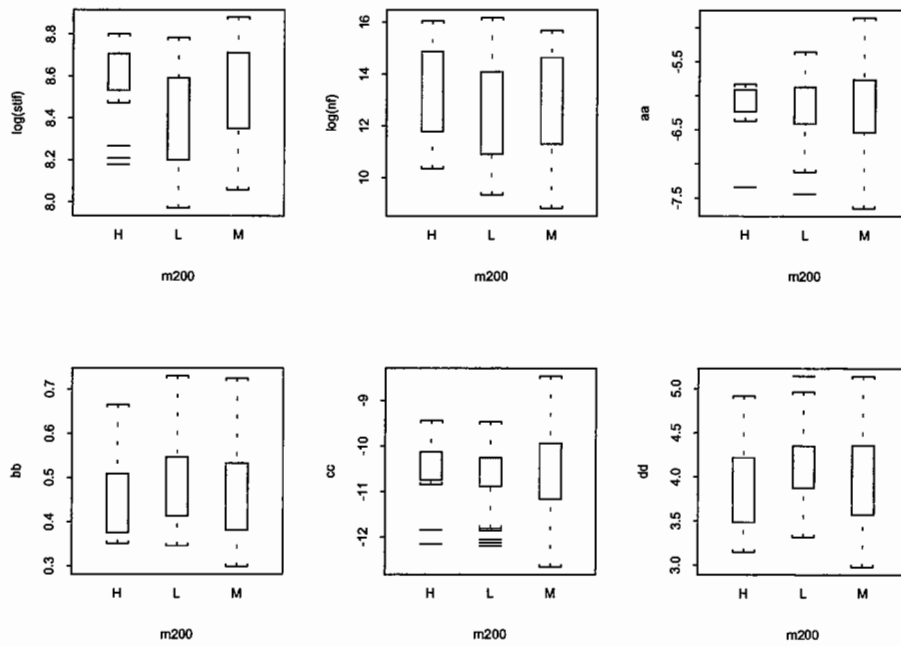 log(stif)
8.8
8.6
8.4
8.2
8.0
H L M
m200
log(nf)
16
14
12
10
H L M
m200
aa
-5.5
-6.5
-7.5
H L M
m200
bb
0.7
0.6
0.5
0.4
0.3
H L M
m200
cc
-9
-10
-11
-12
H L M
m200
dd
5.0
4.5
4.0
3.5
3.0
H L M
m200